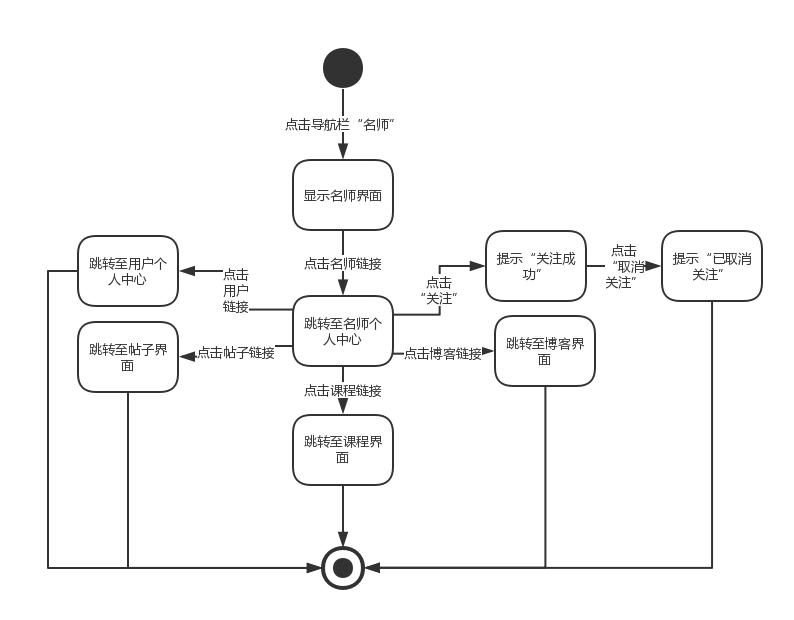 点击导航栏“名师”
显示名师界面
点击名师链接
跳转至名师个
人中心
点击
用户
链接
跳转至用户个
人中心
点击帖子链接
跳转至帖子界
面
点击课程链接
跳转至课程界
面
点击
“关注”
提示“关注成
功”
点击
“取消
关注”
提示“已取消
关注”
点击博客链接
跳转至博客界
面